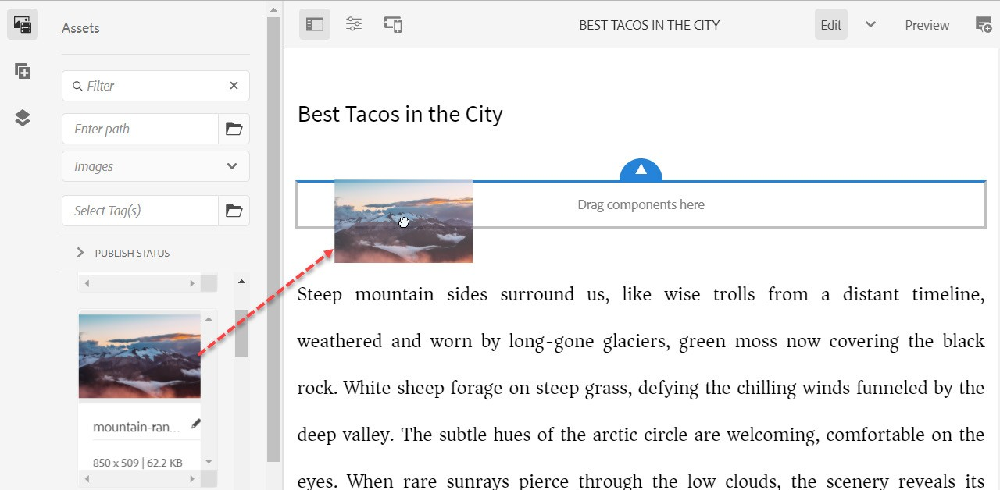 Assets
Filter
Enter path
Images
Select Tag(s)
PUBLISH STATUS
mountain-ran...
850 x 509 | 62.2 KB
BEST TACOS IN THE CITY
Edit
Preview
Best Tacos in the City
Drag components here
Steep mountain sides surround us, like wise trolls from a distant timeline,
weathered and worn by long-gone glaciers, green moss now covering the black
rock. White sheep forage on steep grass, defying the chilling winds funneled by the
deep valley. The subtle hues of the arctic circle are welcoming, comfortable on the
eyes. When rare sunrays pierce through the low clouds, the scenery reveals its